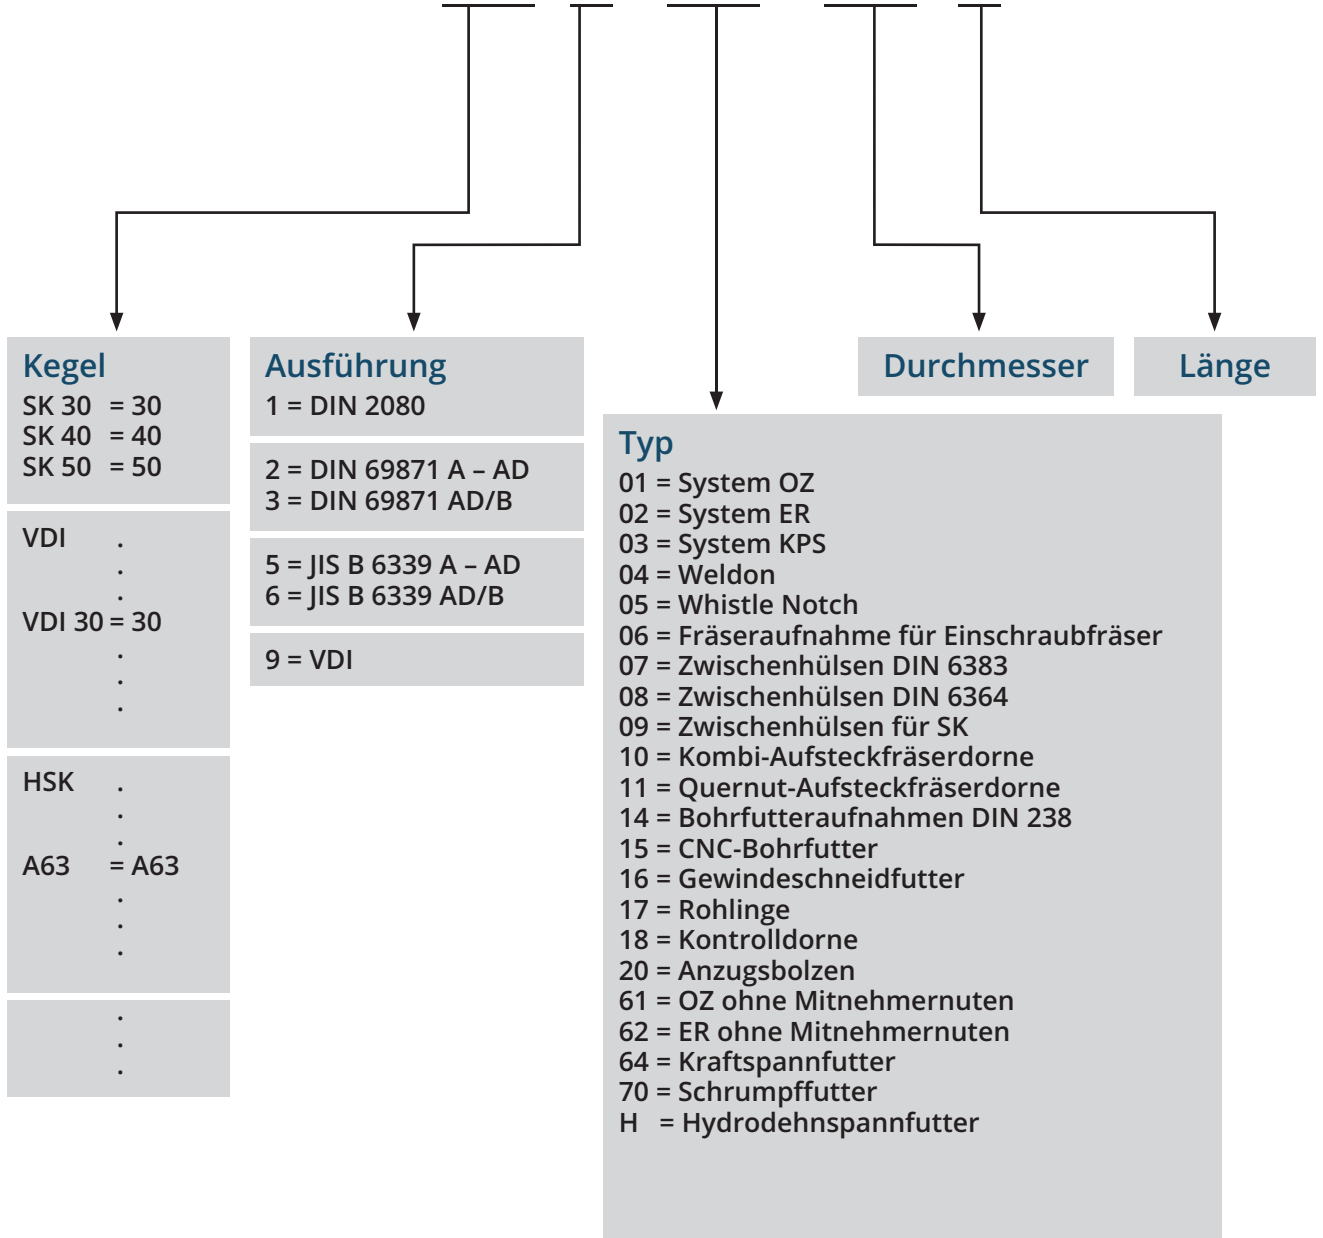 Kegel
SK 30 = 30
SK 40 = 40
SK 50 = 50
VDI .
.
.
VDI 30 = 30
.
.
.
HSK .
.
.
A63 = A63
.
.
.
.
.
.
Ausführung
1 = DIN 2080
2 = DIN 69871 A – AD
3 = DIN 69871 AD/B
5 = JIS B 6339 A – AD
6 = JIS B 6339 AD/B
9 = VDI
Typ
01 = System OZ
02 = System ER
03 = System KPS
04 = Weldon
05 = Whistle Notch
06 = Fräseraufnahme für Einschraubfräser
07 = Zwischenhülsen DIN 6383
08 = Zwischenhülsen DIN 6364
09 = Zwischenhülsen für SK
10 = Kombi-Aufsteckfräserdorne
11 = Quernut-Aufsteckfräserdorne
14 = Bohrfutteraufnahmen DIN 238
15 = CNC-Bohrfutter
16 = Gewindeschneidfutter
17 = Rohlinge
18 = Kontrolldorne
20 = Anzugsbolzen
61 = OZ ohne Mitnehmernuten
62 = ER ohne Mitnehmernuten
64 = Kraftspannfutter
70 = Schrumpffutter
H = Hydrodehnspannfutter
Durchmesser
Länge